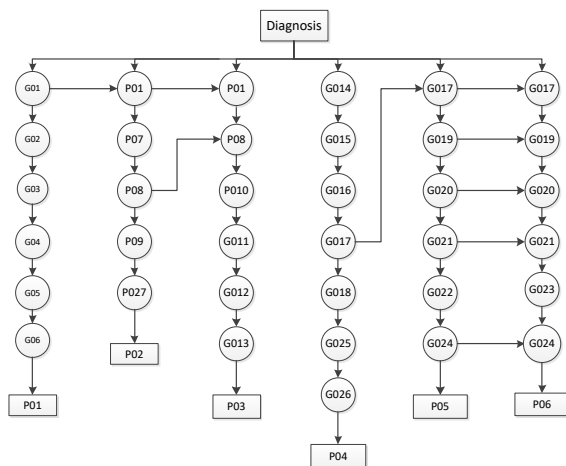 Diagnosis
G01 P01 P01 G014 G017 G017
G02 P07 P08 G015 G019 G019
G03 P08 P010 G016 G020 G020
G04 P09 G011 G017 G021 G021
G05 P027 G012 G018 G022 G023
G06 P02 G013 G025 G024 G024
P01 P03 G026 P05 P06
P04